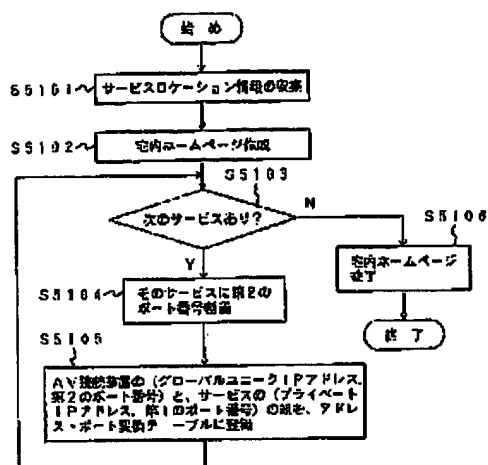 始め
S5101
サービスロケーション情報の収集
S5102
宅内ホームページ作成
S5103
次のサービスあり?
N
S5106
宅内ホームページ
完了
終了
Y
S5104
そのサービスに第2の
ポート番号割当
S5105
AV接続装置の(グローバルユニークIPアドレス,
第2のポート番号)と、サービスの(プライベート
IPアドレス,第1のポート番号)の組を、アドレ
ス・ポート変換テーブルに登録